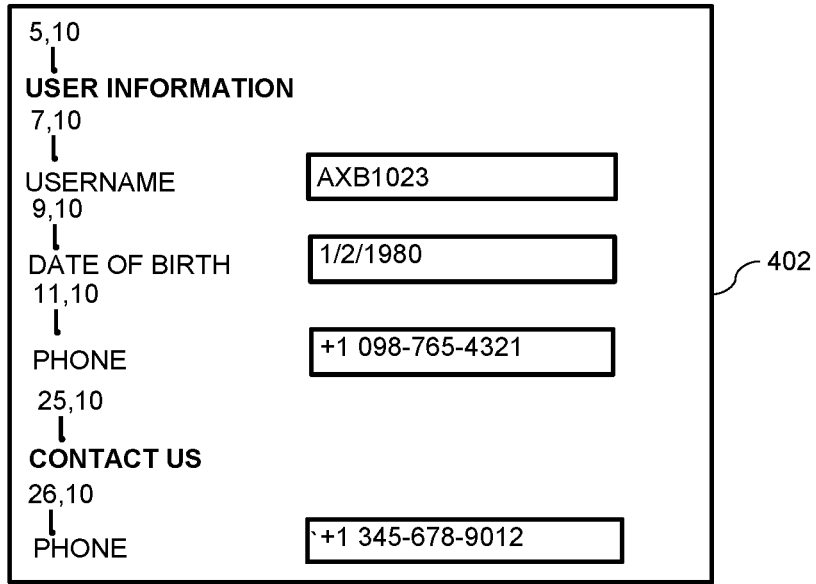 5,10
USER INFORMATION
7,10
USERNAME AXB1023
9,10
DATE OF BIRTH 1/2/1980
11,10
402
PHONE +1 098-765-4321
25,10
CONTACT US
26,10
PHONE `+1 345-678-9012